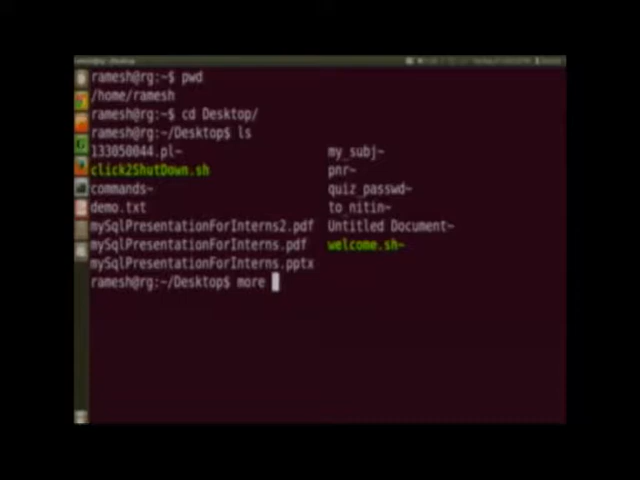 ramesh@rg:~$ pwd
/home/ramesh
ramesh@rg:~$ cd Desktop/
ramesh@rg:~/Desktop$ ls
133050044.pl~ my_subj~
click2ShutDown.sh pnr~
commands~ quiz_passwd~
demo.txt to_nitin~
mySqlPresentationForInterns2.pdf Untitled Document~
mySqlPresentationForInterns.pdf welcome.sh~
mySqlPresentationForInterns.pptx
ramesh@rg:~/Desktop$ more